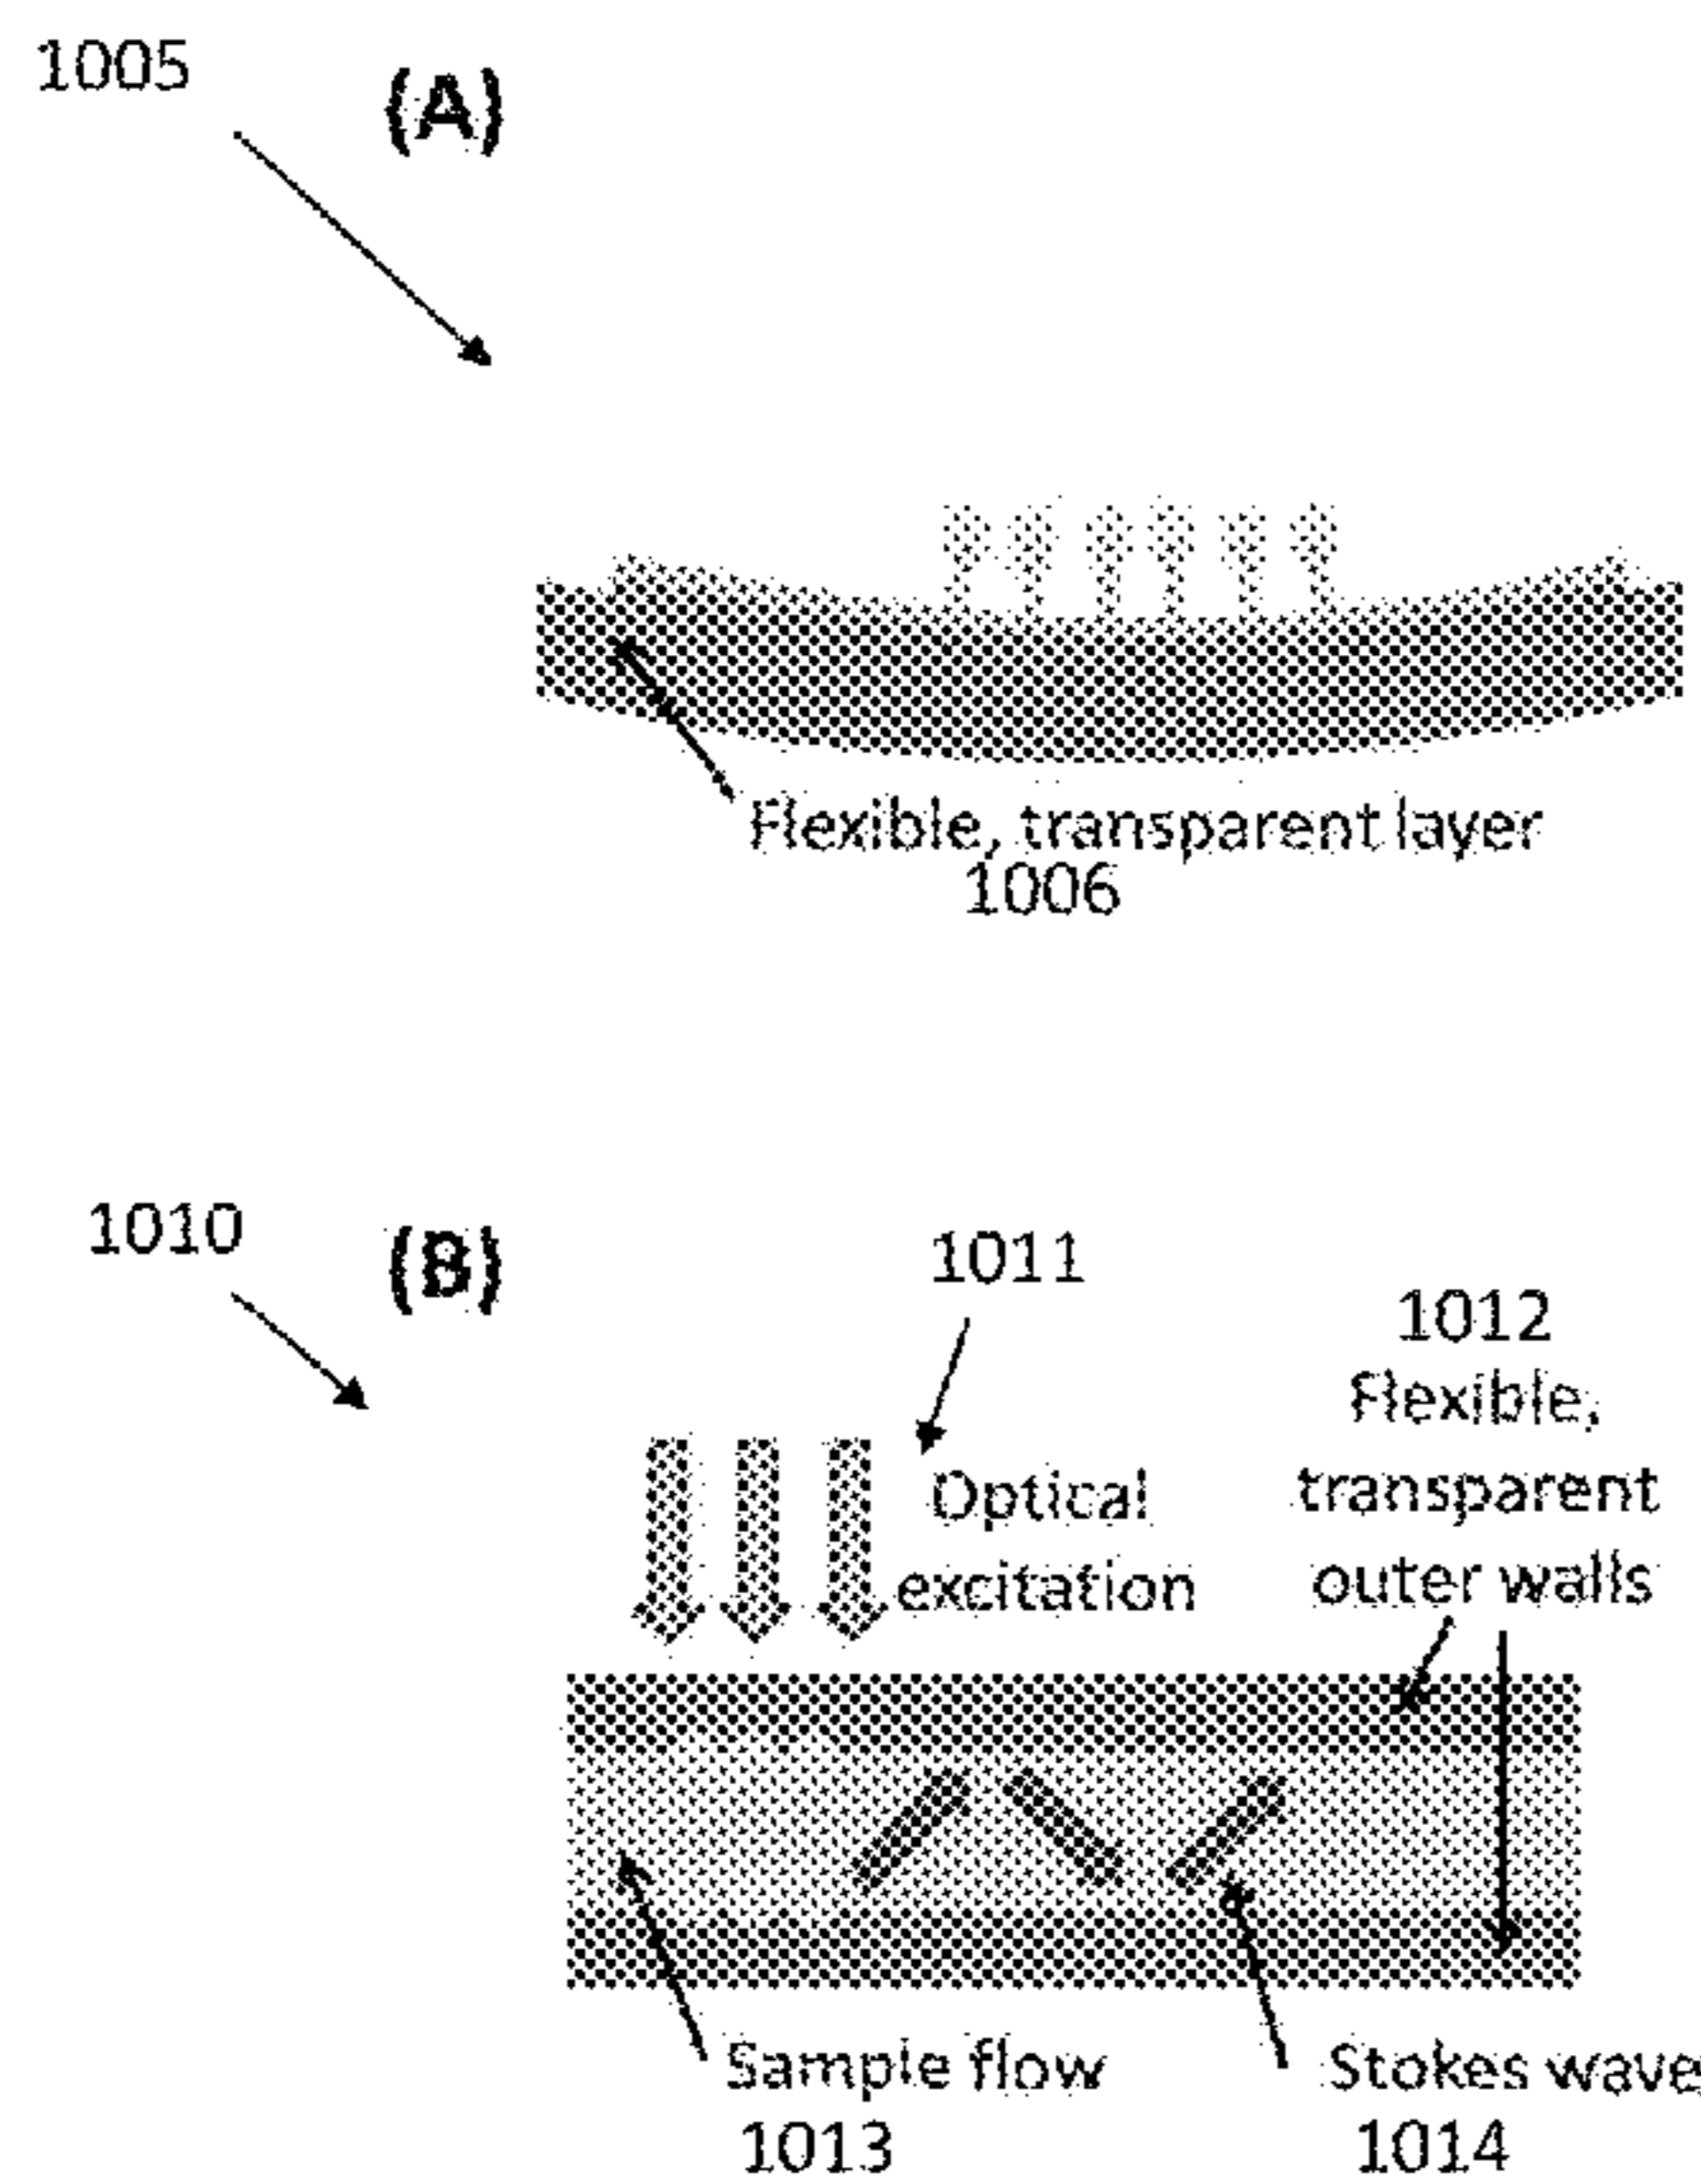 1005
(A)
Flexible, transparent layer
1006
1010
(B)
1011
1012
Flexible,
transparent
outer walls
Optical
excitation
Sample flow
1013
Stokes wave
1014